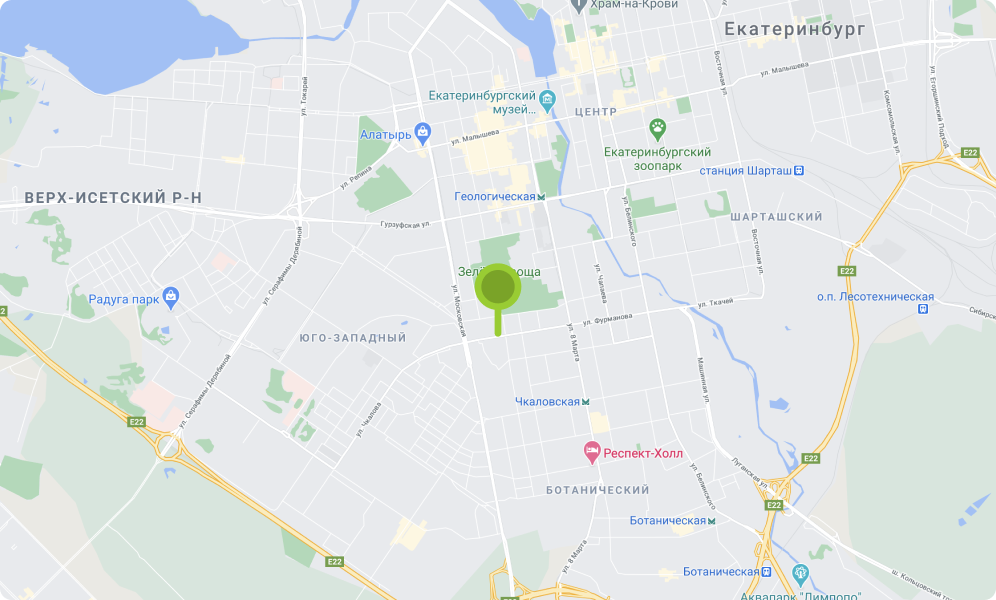 Храм-на-Крови
Екатеринбург
Восточная ул.
ул. Малышева
ул. Егоршинский Подход
ул. Токарей
Екатеринбургский
музей...
ЦЕНТР
Комсомольская ул.
Алатырь
ул. Малышева
Екатеринбургский
зоопарк
E22
станция Шарташ
ул. Репина
ВЕРХ-ИСЕТСКИЙ Р-Н
Геологическая
Гурзуфская ул.
ул. Белинского
ШАРТАШСКИЙ
Восточная ул.
ул. Серафимы Дерябиной
E22
ул. Чапаева
Радуга парк
ул. Московская
ул. Ткачей
о.п. Лесотехническая
Сибирский
ул. Фурманова
ул. 8 Марта
ЮГО-ЗАПАДНЫЙ
ул. Серафимы Дерябиной
Машинная ул.
Чкаловская
ул. Чкалова
E22
Респект-Холл
E22
Луганская ул.
ул. Белинского
БОТАНИЧЕСКИЙ
E22
Ботаническая
E22
ул. 8 Марта
Ботаническая
ш. Кольцовский
Аквапарк "Лимпопо"